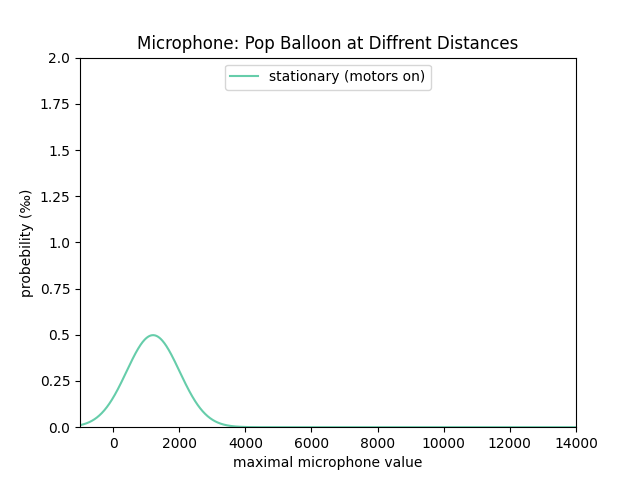 Microphone: Pop Balloon at Diffrent Distances
stationary (motors on)
probebility (‰)
2.0
1.75
1.5
1.25
1.0
0.75
0.5
0.25
0.0
0 2000 4000 6000 8000 10000 12000 14000
maximal microphone value